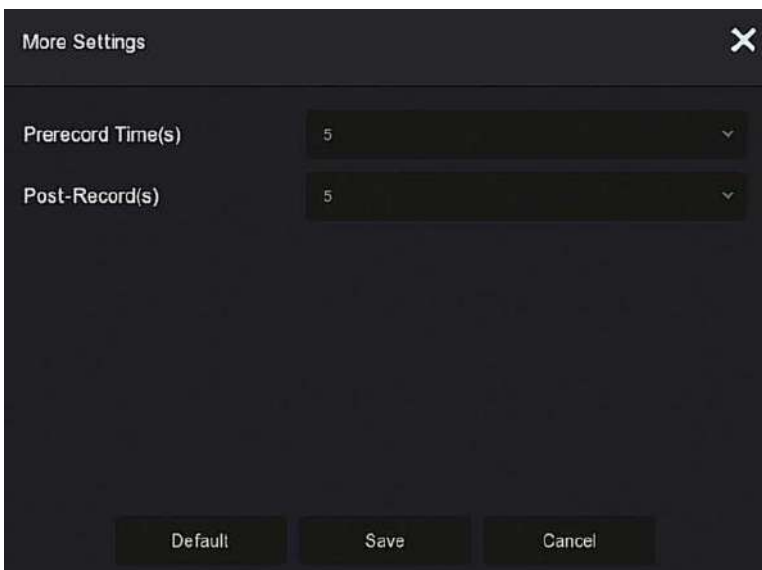 More Settings
Prerecord Time(s) 5
Post-Record(s) 5
Default Save Cancel